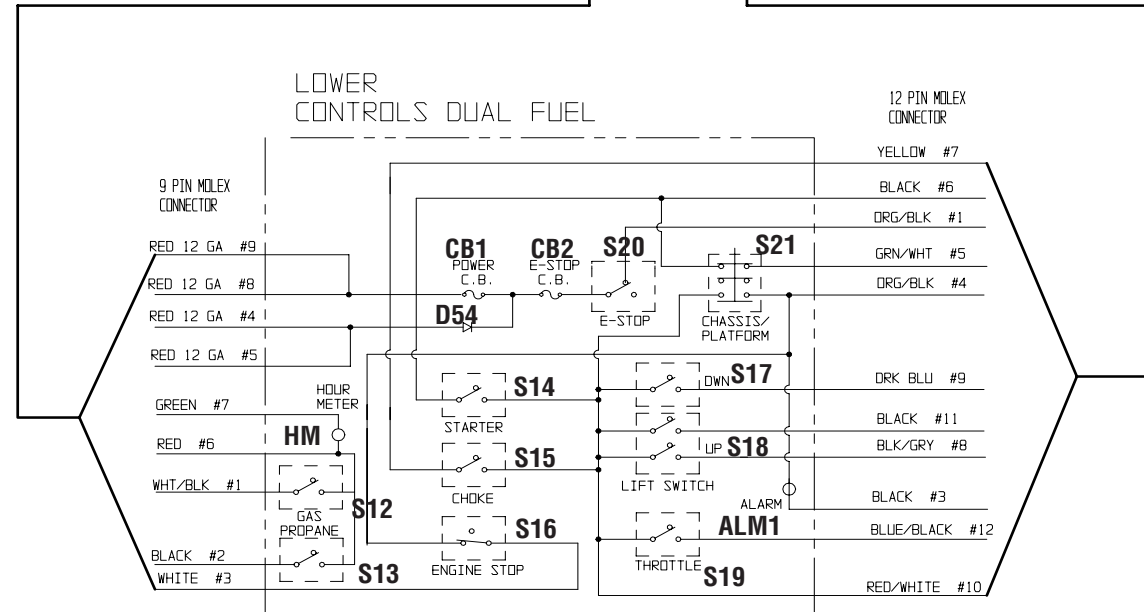 LOWER
CONTROLS DUAL FUEL
12 PIN MOLEX
CONNECTOR
9 PIN MOLEX
CONNECTOR
YELLOW #7
BLACK #6
ORG/BLK #1
GRN/WHT #5
ORG/BLK #4
RED 12 GA #9
RED 12 GA #8
RED 12 GA #4
RED 12 GA #5
CB1
POWER
C.B.
CB2
E-STOP
C.B.
S20
E-STOP
S21
CHASSIS/
PLATFORM
D54
HOUR
METER
HM
GREEN #7
RED #6
WHT/BLK #1
S12
GAS
PROPANE
BLACK #2
WHITE #3
S13
S14
STARTER
S15
CHOKE
S16
ENGINE STOP
DWN S17
UP S18
LIFT SWITCH
ALARM
ALM1
THROTTLE
S19
DRK BLU #9
BLACK #11
BLK/GRY #8
BLACK #3
BLUE/BLACK #12
RED/WHITE #10